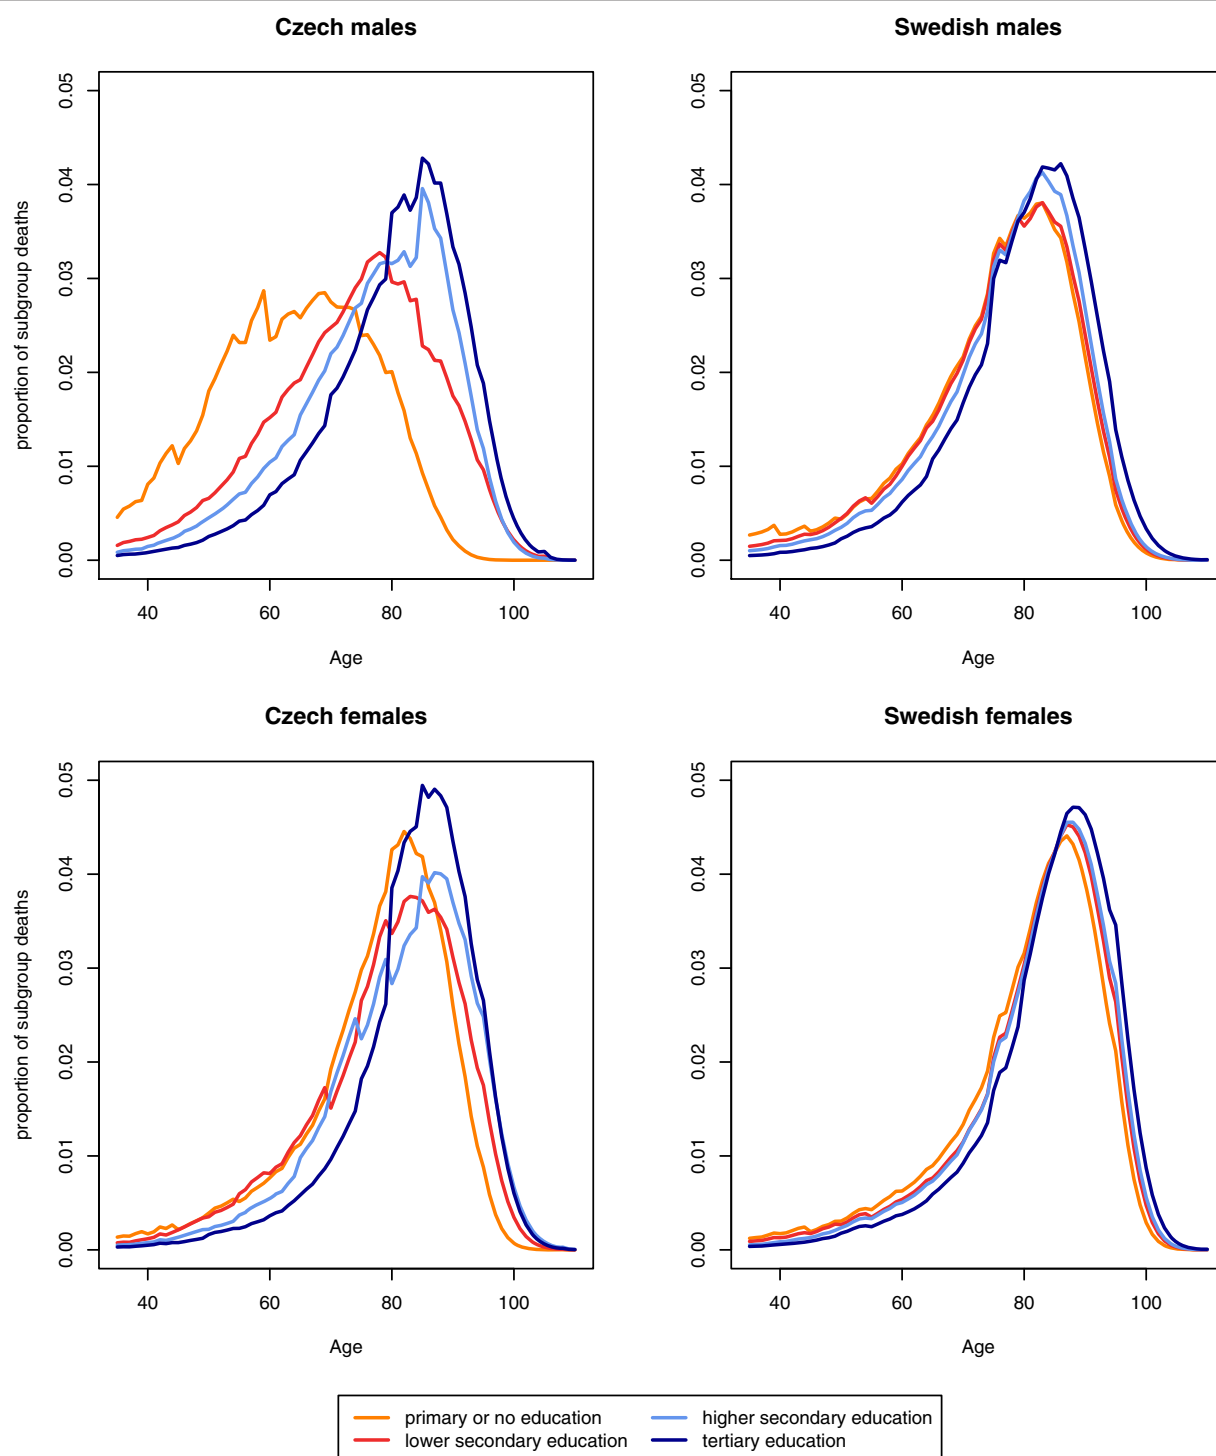 Czech males
Swedish males
proportion of subgroup deaths
0.00 0.01 0.02 0.03 0.04 0.05
0.00 0.01 0.02 0.03 0.04 0.05
40 60 80 100
40 60 80 100
Age
Age
Czech females
Swedish females
proportion of subgroup deaths
0.00 0.01 0.02 0.03 0.04 0.05
0.00 0.01 0.02 0.03 0.04 0.05
40 60 80 100
40 60 80 100
Age
Age
primary or no education
higher secondary education
lower secondary education
tertiary education